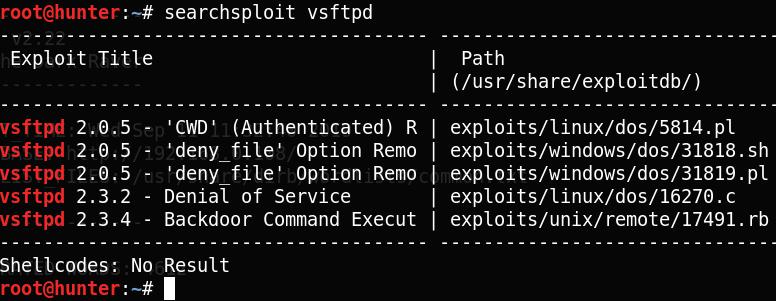 root@hunter:~# searchsploit vsftpd
--------------------------------------- ----------------------------------------
 Exploit Title | Path
 | (/usr/share/exploitdb/)
--------------------------------------- ----------------------------------------
vsftpd 2.0.5 - 'CWD' (Authenticated) R | exploits/linux/dos/5814.pl
vsftpd 2.0.5 - 'deny_file' Option Remo | exploits/windows/dos/31818.sh
vsftpd 2.0.5 - 'deny_file' Option Remo | exploits/windows/dos/31819.pl
vsftpd 2.3.2 - Denial of Service | exploits/linux/dos/16270.c
vsftpd 2.3.4 - Backdoor Command Execut | exploits/unix/remote/17491.rb
--------------------------------------- ----------------------------------------
Shellcodes: No Result
root@hunter:~#